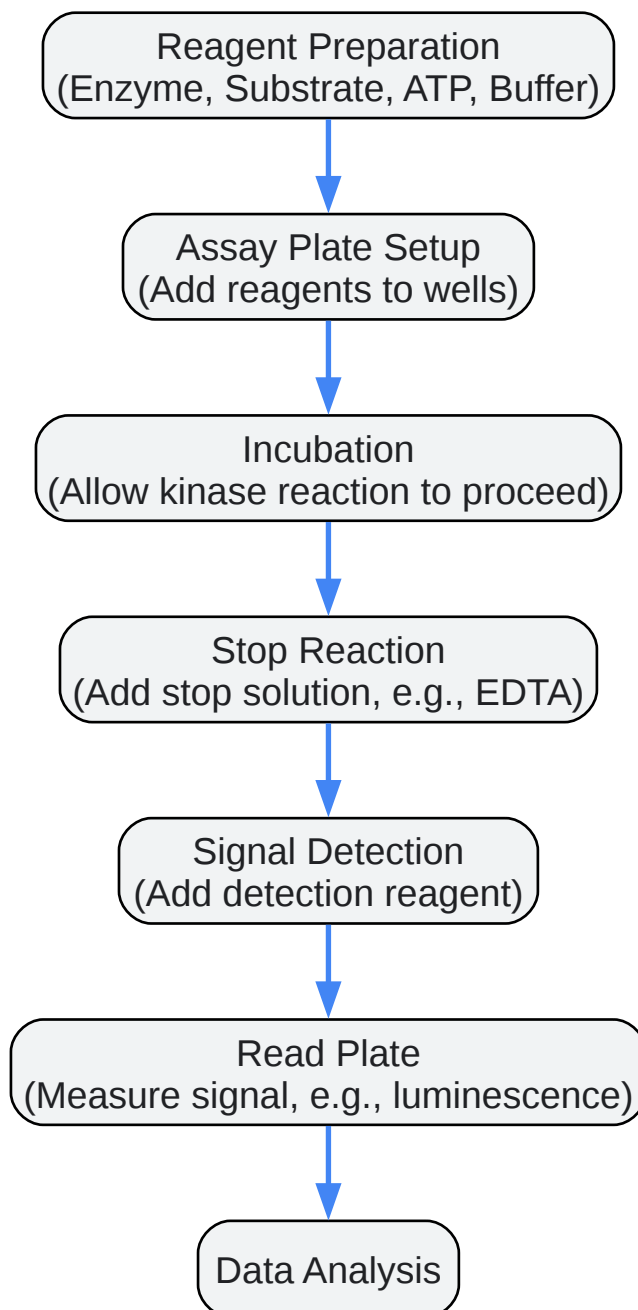 Reagent Preparation
(Enzyme, Substrate, ATP, Buffer)
Assay Plate Setup
(Add reagents to wells)
Incubation
(Allow kinase reaction to proceed)
Stop Reaction
(Add stop solution, e.g., EDTA)
Signal Detection
(Add detection reagent)
Read Plate
(Measure signal, e.g., luminescence)
Data Analysis